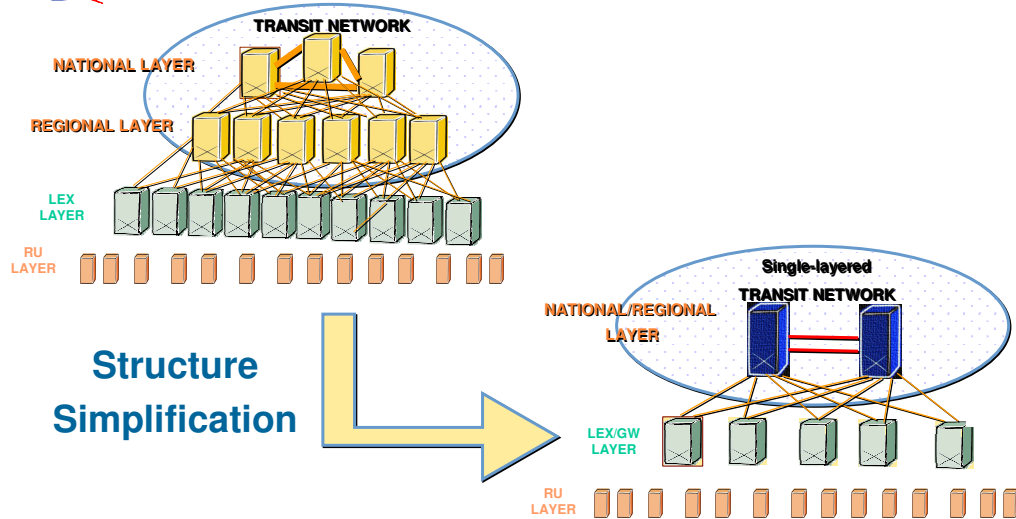 TRANSIT NETWORK
NATIONAL LAYER
REGIONAL LAYER
LEX
LAYER
RU
LAYER
Structure
Simplification
Single-layered
TRANSIT NETWORK
NATIONAL/REGIONAL
LAYER
LEX/GW
LAYER
RU
LAYER